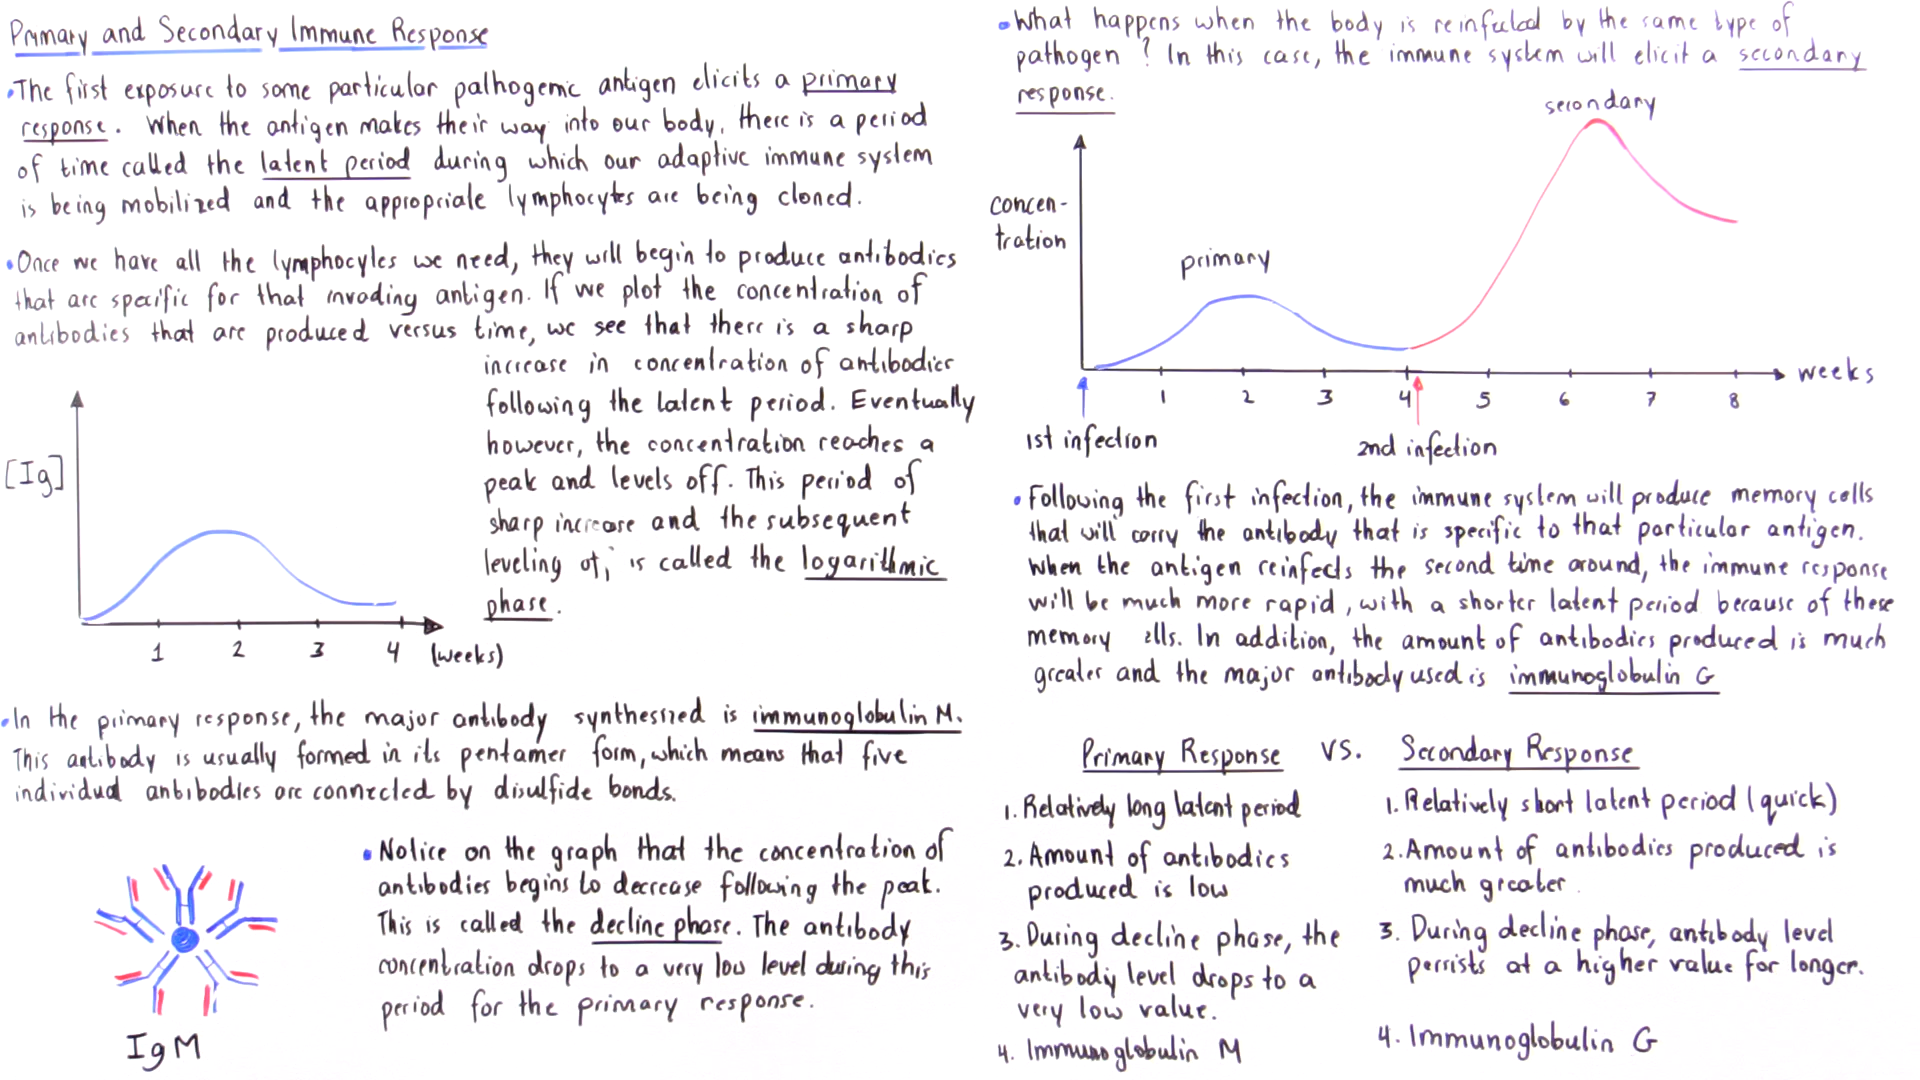 Primary and Secondary Immune Response
•The first exposure to some particular pathogenic antigen elicits a primary
response. When the antigen makes their way into our body, there is a period
of time called the latent period during which our adaptive immune system
is being mobilized and the appropriate lymphocytes are being cloned.
•Once we have all the lymphocytes we need, they will begin to produce antibodies
that are specific for that invading antigen. If we plot the concentration of
antibodies that are produced versus time, we see that there is a sharp
increase in concentration of antibodies
following the latent period. Eventually
however, the concentration reaches a
peak and levels off. This period of
sharp increase and the subsequent
leveling of, is called the logarithmic
phase.
[Ig]
1 2 3 4 (weeks)
•In the primary response, the major antibody synthesized is immunoglobulin M.
This antibody is usually formed in its pentamer form, which means that five
individual antibodies are connected by disulfide bonds.
•Notice on the graph that the concentration of
antibodies begins to decrease following the peak.
This is called the decline phase. The antibody
concentration drops to a very low level during this
period for the primary response.
IgM
•What happens when the body is reinfected by the same type of
pathogen? In this case, the immune system will elicit a secondary
response.
secondary
concen-
tration
primary
1 2 3 4 5 6 7 8 weeks
1st infection
2nd infection
•Following the first infection, the immune system will produce memory cells
that will carry the antibody that is specific to that particular antigen.
When the antigen reinfects the second time around, the immune response
will be much more rapid, with a shorter latent period because of these
memory ells. In addition, the amount of antibodies produced is much
greater and the major antibody used is immunoglobulin G
Primary Response vs. Secondary Response
1. Relatively long latent period
2. Amount of antibodies
produced is low
3. During decline phase, the
antibody level drops to a
very low value.
4. Immunoglobulin M
1. Relatively short latent period (quick)
2. Amount of antibodies produced is
much greater.
3. During decline phase, antibody level
persists at a higher value for longer.
4. Immunoglobulin G